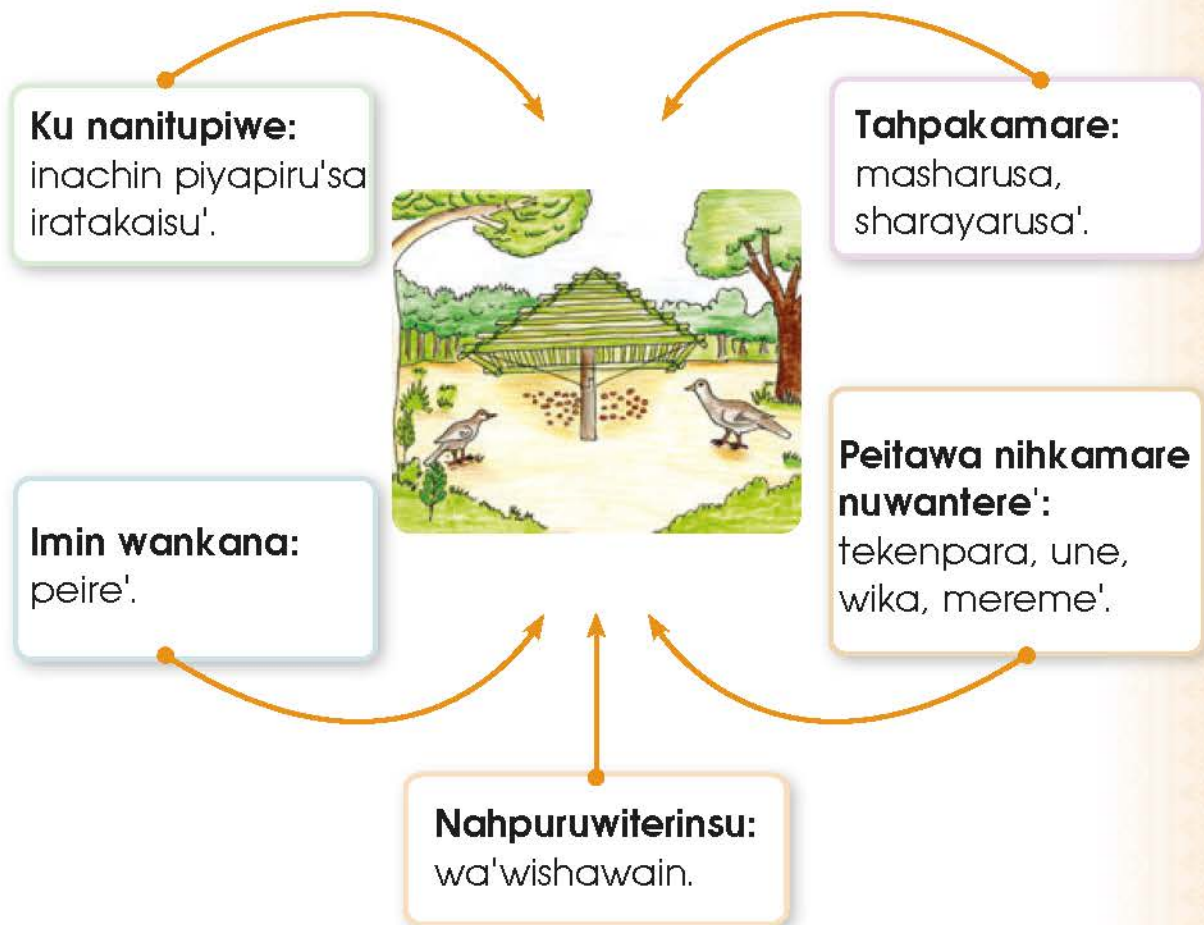 Ku nanitupiwe:
inachin piyapiru'sa
iratakaisu'.
Tahpakamare:
masharusa,
sharayarusa'.
Imin wankana:
peire'.
Peitawa nihkamare
nuwantere':
tekenpara, une,
wika, mereme'.
Nahpuruwiterinsu:
wa'wishawain.